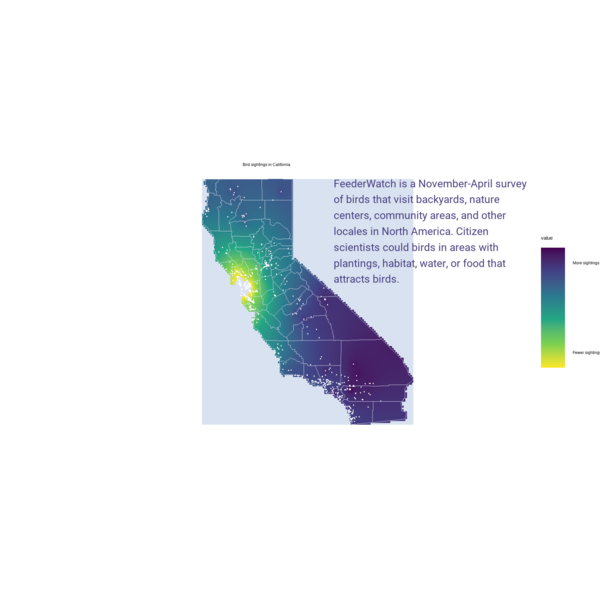 Bird sightings in California
FeederWatch is a November-April survey
of birds that visit backyards, nature
centers, community areas, and other
locales in North America. Citizen
scientists could birds in areas with
plantings, habitat, water, or food that
attracts birds.
value
More sightings
Fewer sightings